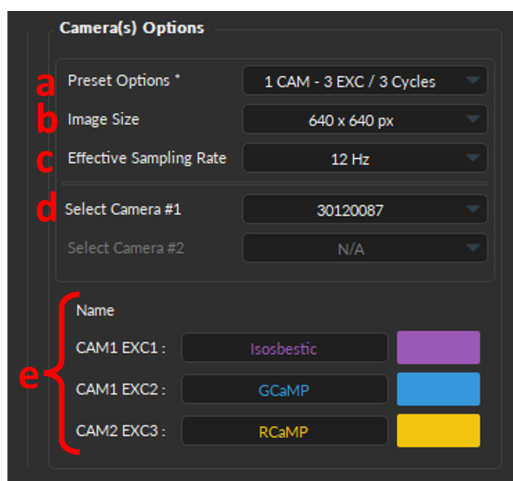 Camera(s) Options
a Preset Options * 1 CAM - 3 EXC / 3 Cycles
b Image Size 640 x 640 px
c Effective Sampling Rate 12 Hz
d Select Camera #1 30120087
Select Camera #2 N/A
Name
CAM1 EXC1 : Isosbestic
e CAM1 EXC2 : GCaMP
CAM2 EXC3 : RCaMP